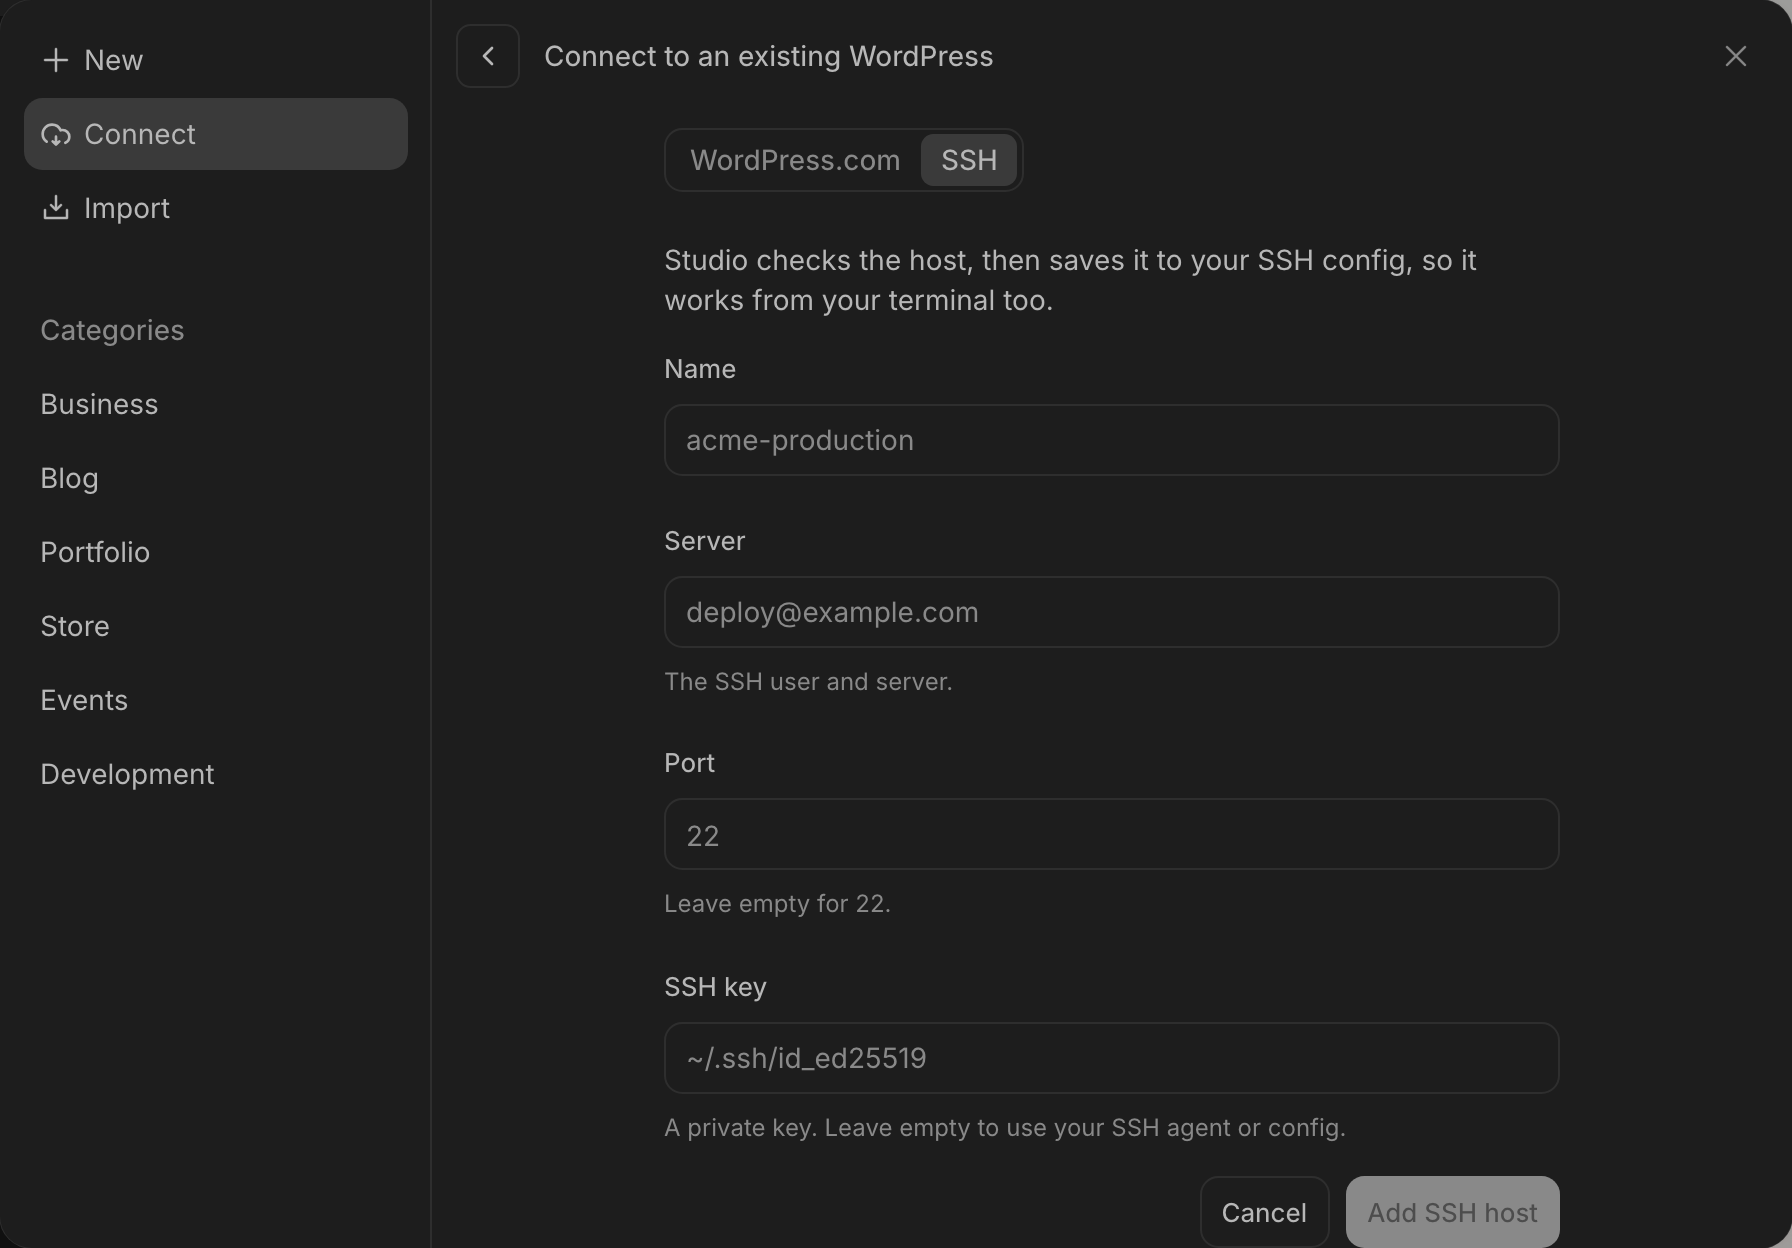 New
Connect
Import
Categories
Business
Blog
Portfolio
Store
Events
Development
Connect to an existing WordPress
WordPress.com
SSH
Studio checks the host, then saves it to your SSH config, so it
works from your terminal too.
Name
acme-production
Server
deploy@example.com
The SSH user and server.
Port
22
Leave empty for 22.
SSH key
~/.ssh/id_ed25519
A private key. Leave empty to use your SSH agent or config.
Cancel
Add SSH host